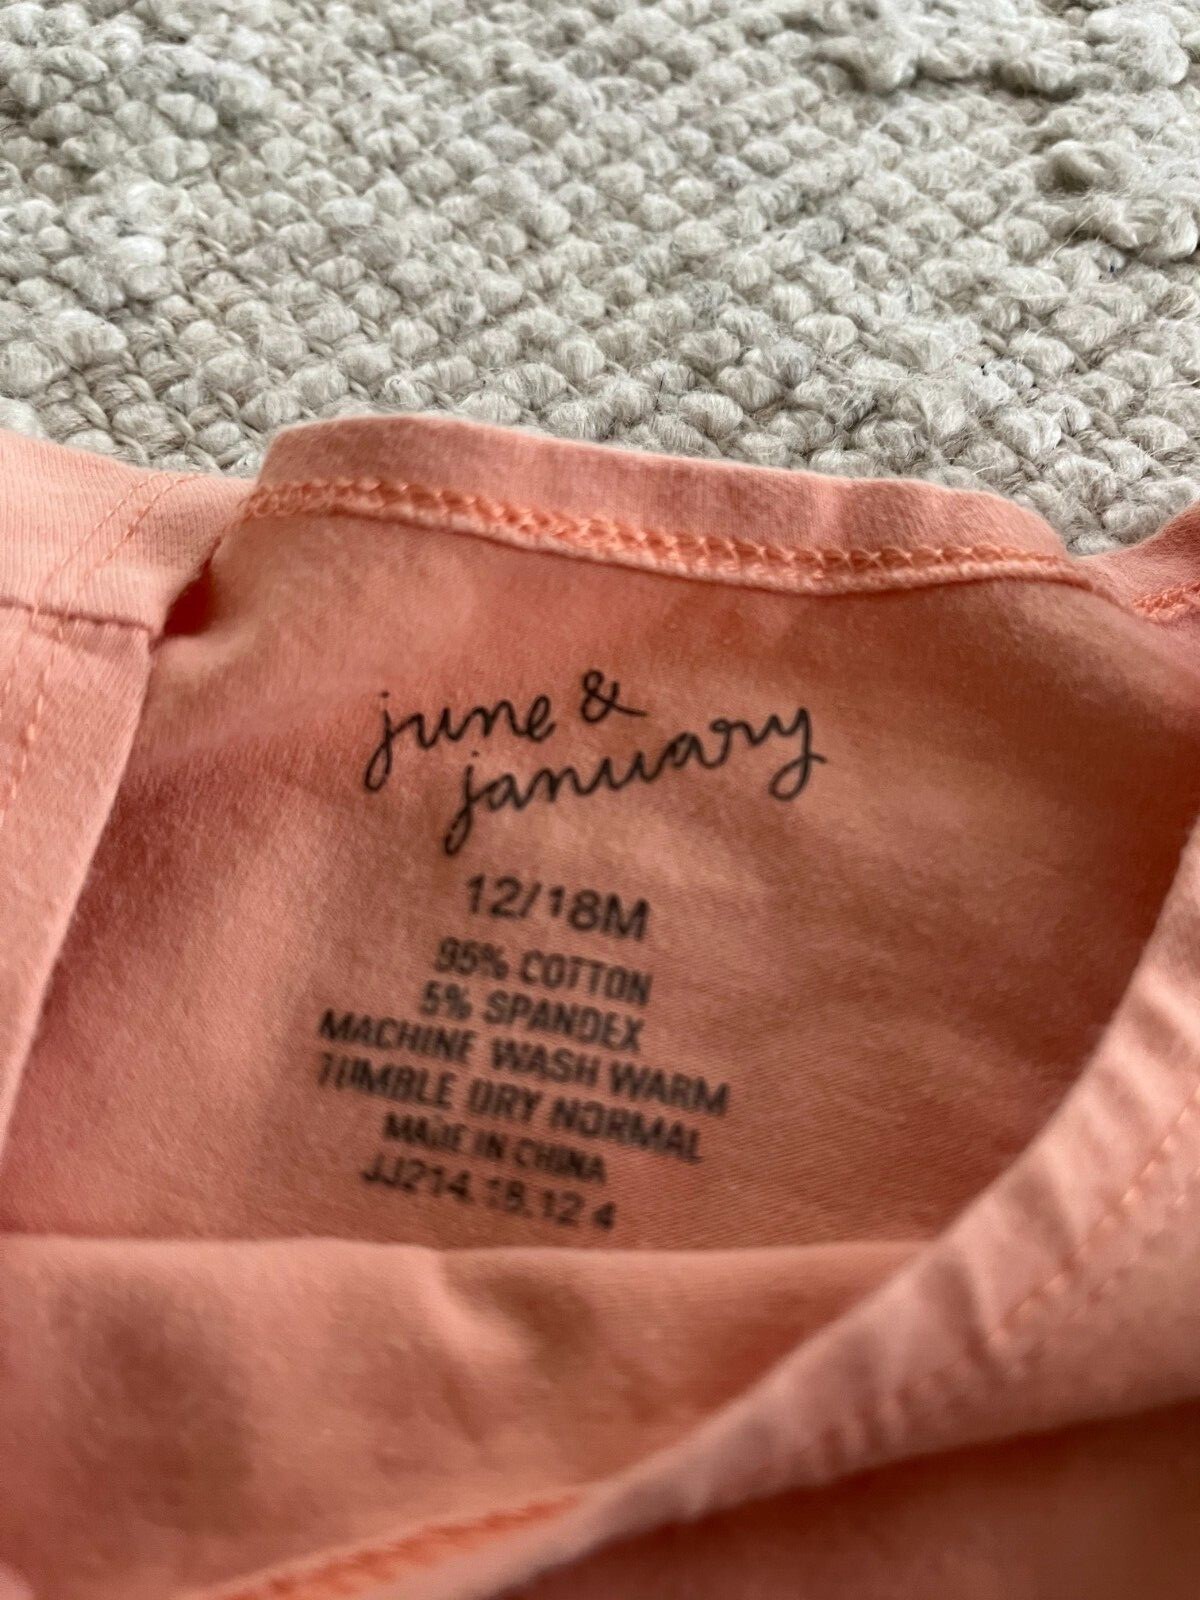 june &
january
12/18M
95% COTTON
5% SPANDEX
MACHINE WASH WARM
TUMBLE DRY NORMAL
MADE IN CHINA
JJ214.18.12 4